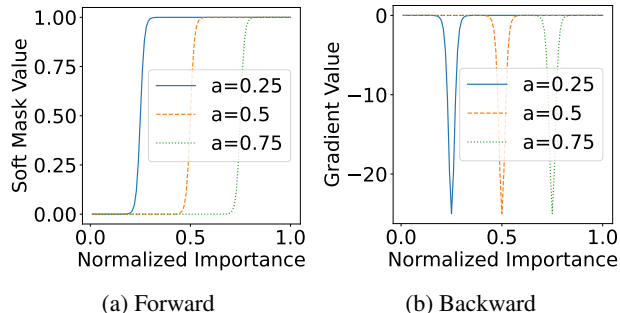 Soft Mask Value
1.00
0.75
0.50
0.25
0.00
a=0.25
a=0.5
a=0.75
0.0 0.5 1.0
Normalized Importance
(a) Forward
Gradient Value
0
−10
−20
a=0.25
a=0.5
a=0.75
0.0 0.5 1.0
Normalized Importance
(b) Backward